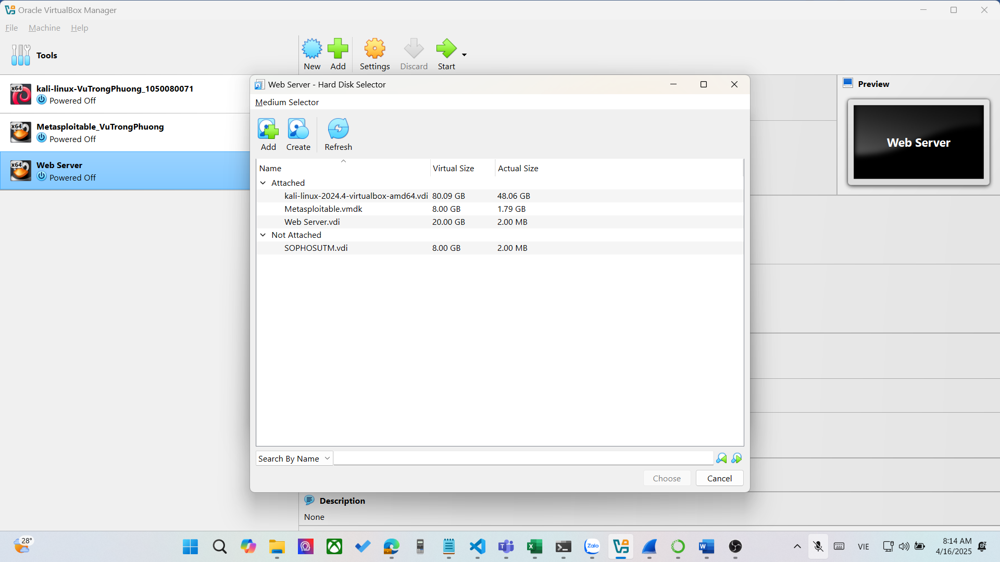 Oracle VirtualBox Manager
File Machine Help
Tools
New Add Settings Discard Start
x64 kali-linux-VuTrongPhuong_1050080071
Powered Off
x64 Metasploitable_VuTrongPhuong
Powered Off
x64 Web Server
Powered Off
Web Server - Hard Disk Selector
Medium Selector
Add Create Refresh
Name Virtual Size Actual Size
Attached
kali-linux-2024.4-virtualbox-amd64.vdi 80.09 GB 48.06 GB
Metasploitable.vmdk 8.00 GB 1.79 GB
Web Server.vdi 20.00 GB 2.00 MB
Not Attached
SOPHOSUTM.vdi 8.00 GB 2.00 MB
Search By Name
Choose Cancel
Preview
Web Server
Description
None
28°
Zalo
VIE
8:14 AM
4/16/2025